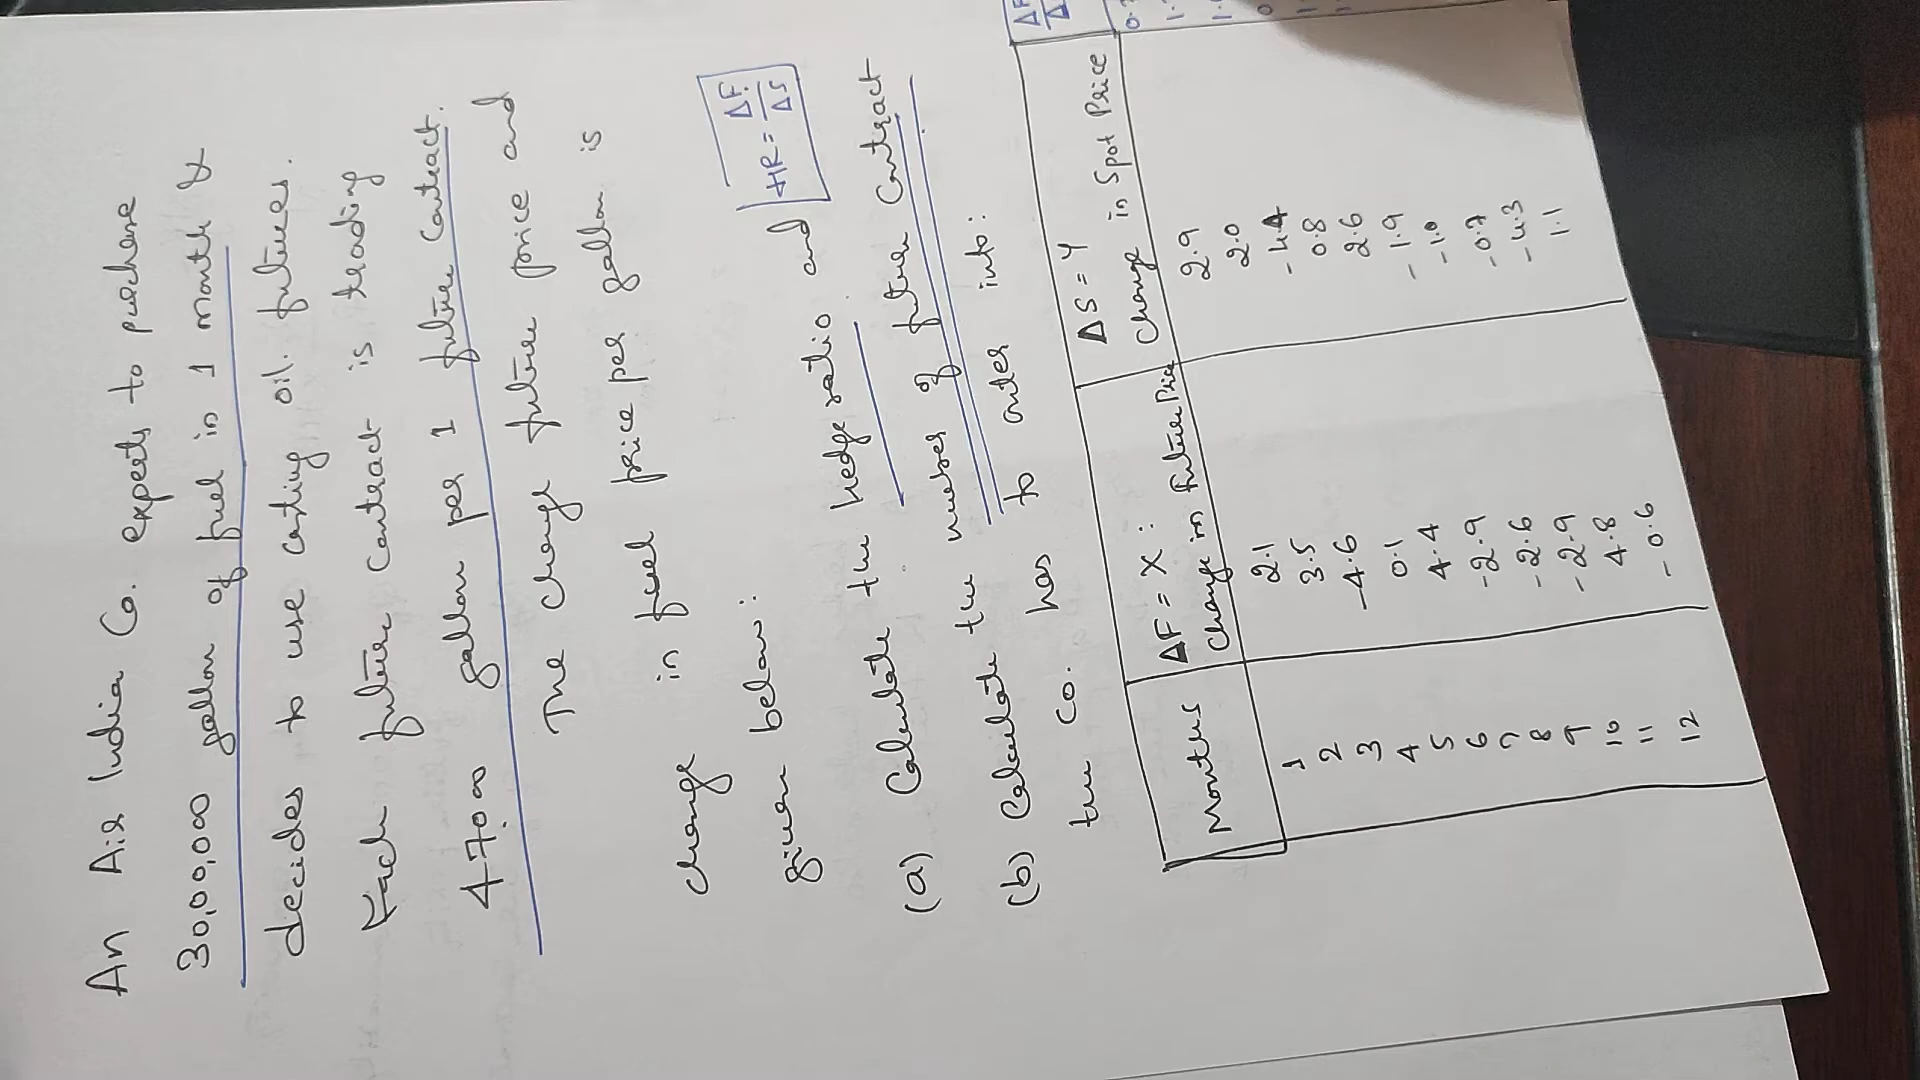 An Air India Co. expects to purchase
30,00,000 gallon of fuel in 1 month &
decides to use casting oil. futures.
Each future contract is trading
4700 gallon per 1 future contract.
The change future price and
change in fuel price per gallon is
given below:
HR = ΔF / ΔS
(a) Calculate the hedge ratio and
(b) Calculate the number of future contract
the co. has to enter into:
Months ΔF = X : Change in Future Price ΔS = Y Change in Spot Price
1 2.1 2.9
2 3.5 2.0
3 -4.6 -4.4
4 0.1 0.8
5 4.4 2.6
6 -2.9 -1.9
7 -2.6 -1.0
8 -2.9 -0.7
9 4.8 -4.3
10 -0.6 1.1
11
12